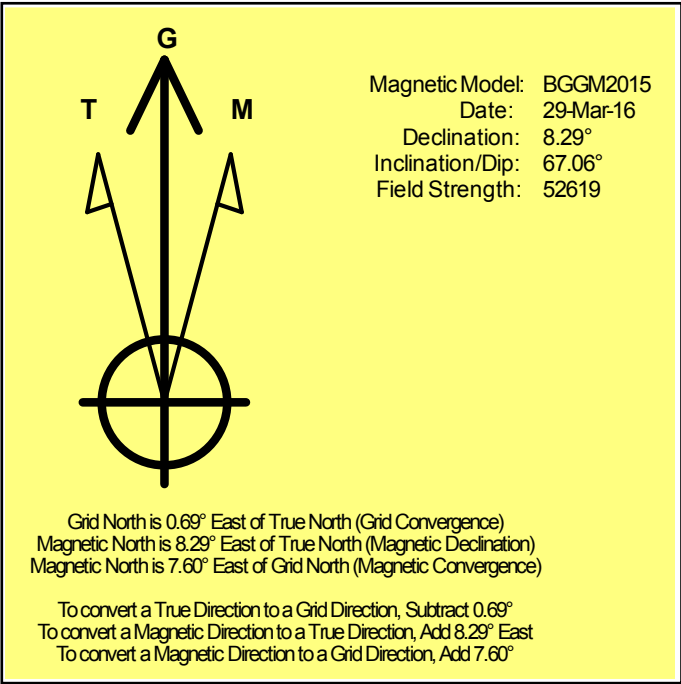 G
T
M
Magnetic Model: BGGM2015
Date: 29-Mar-16
Declination: 8.29°
Inclination/Dip: 67.06°
Field Strength: 52619
Grid North is 0.69° East of True North (Grid Convergence)
Magnetic North is 8.29° East of True North (Magnetic Declination)
Magnetic North is 7.60° East of Grid North (Magnetic Convergence)
To convert a True Direction to a Grid Direction, Subtract 0.69°
To convert a Magnetic Direction to a True Direction, Add 8.29° East
To convert a Magnetic Direction to a Grid Direction, Add 7.60°